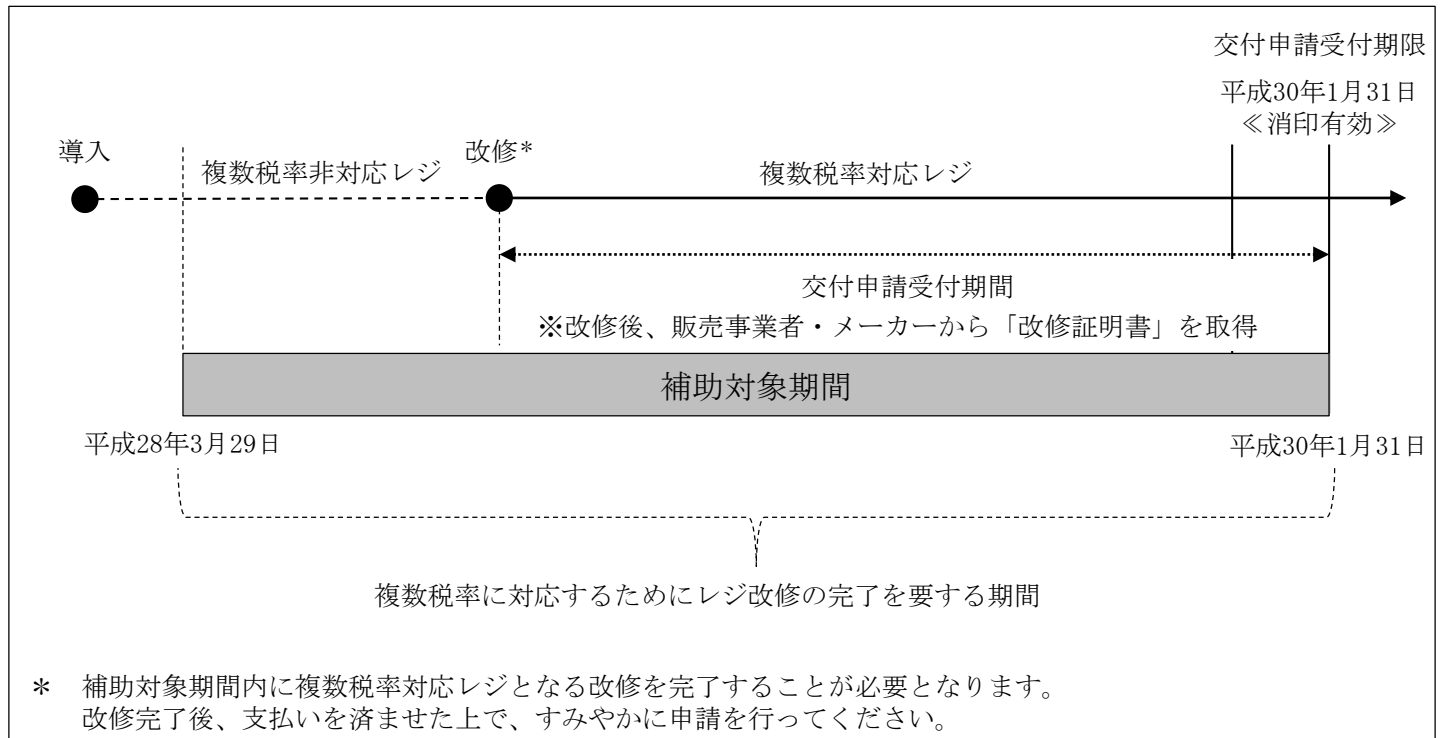 交付申請受付期限
平成30年1月31日
≪消印有効≫
導入
複数税率非対応レジ
改修*
複数税率対応レジ
交付申請受付期間
※改修後、販売事業者・メーカーから「改修証明書」を取得
補助対象期間
平成28年3月29日
平成30年1月31日
複数税率に対応するためにレジ改修の完了を要する期間
* 補助対象期間内に複数税率対応レジとなる改修を完了することが必要となります。
改修完了後、支払いを済ませた上で、すみやかに申請を行ってください。